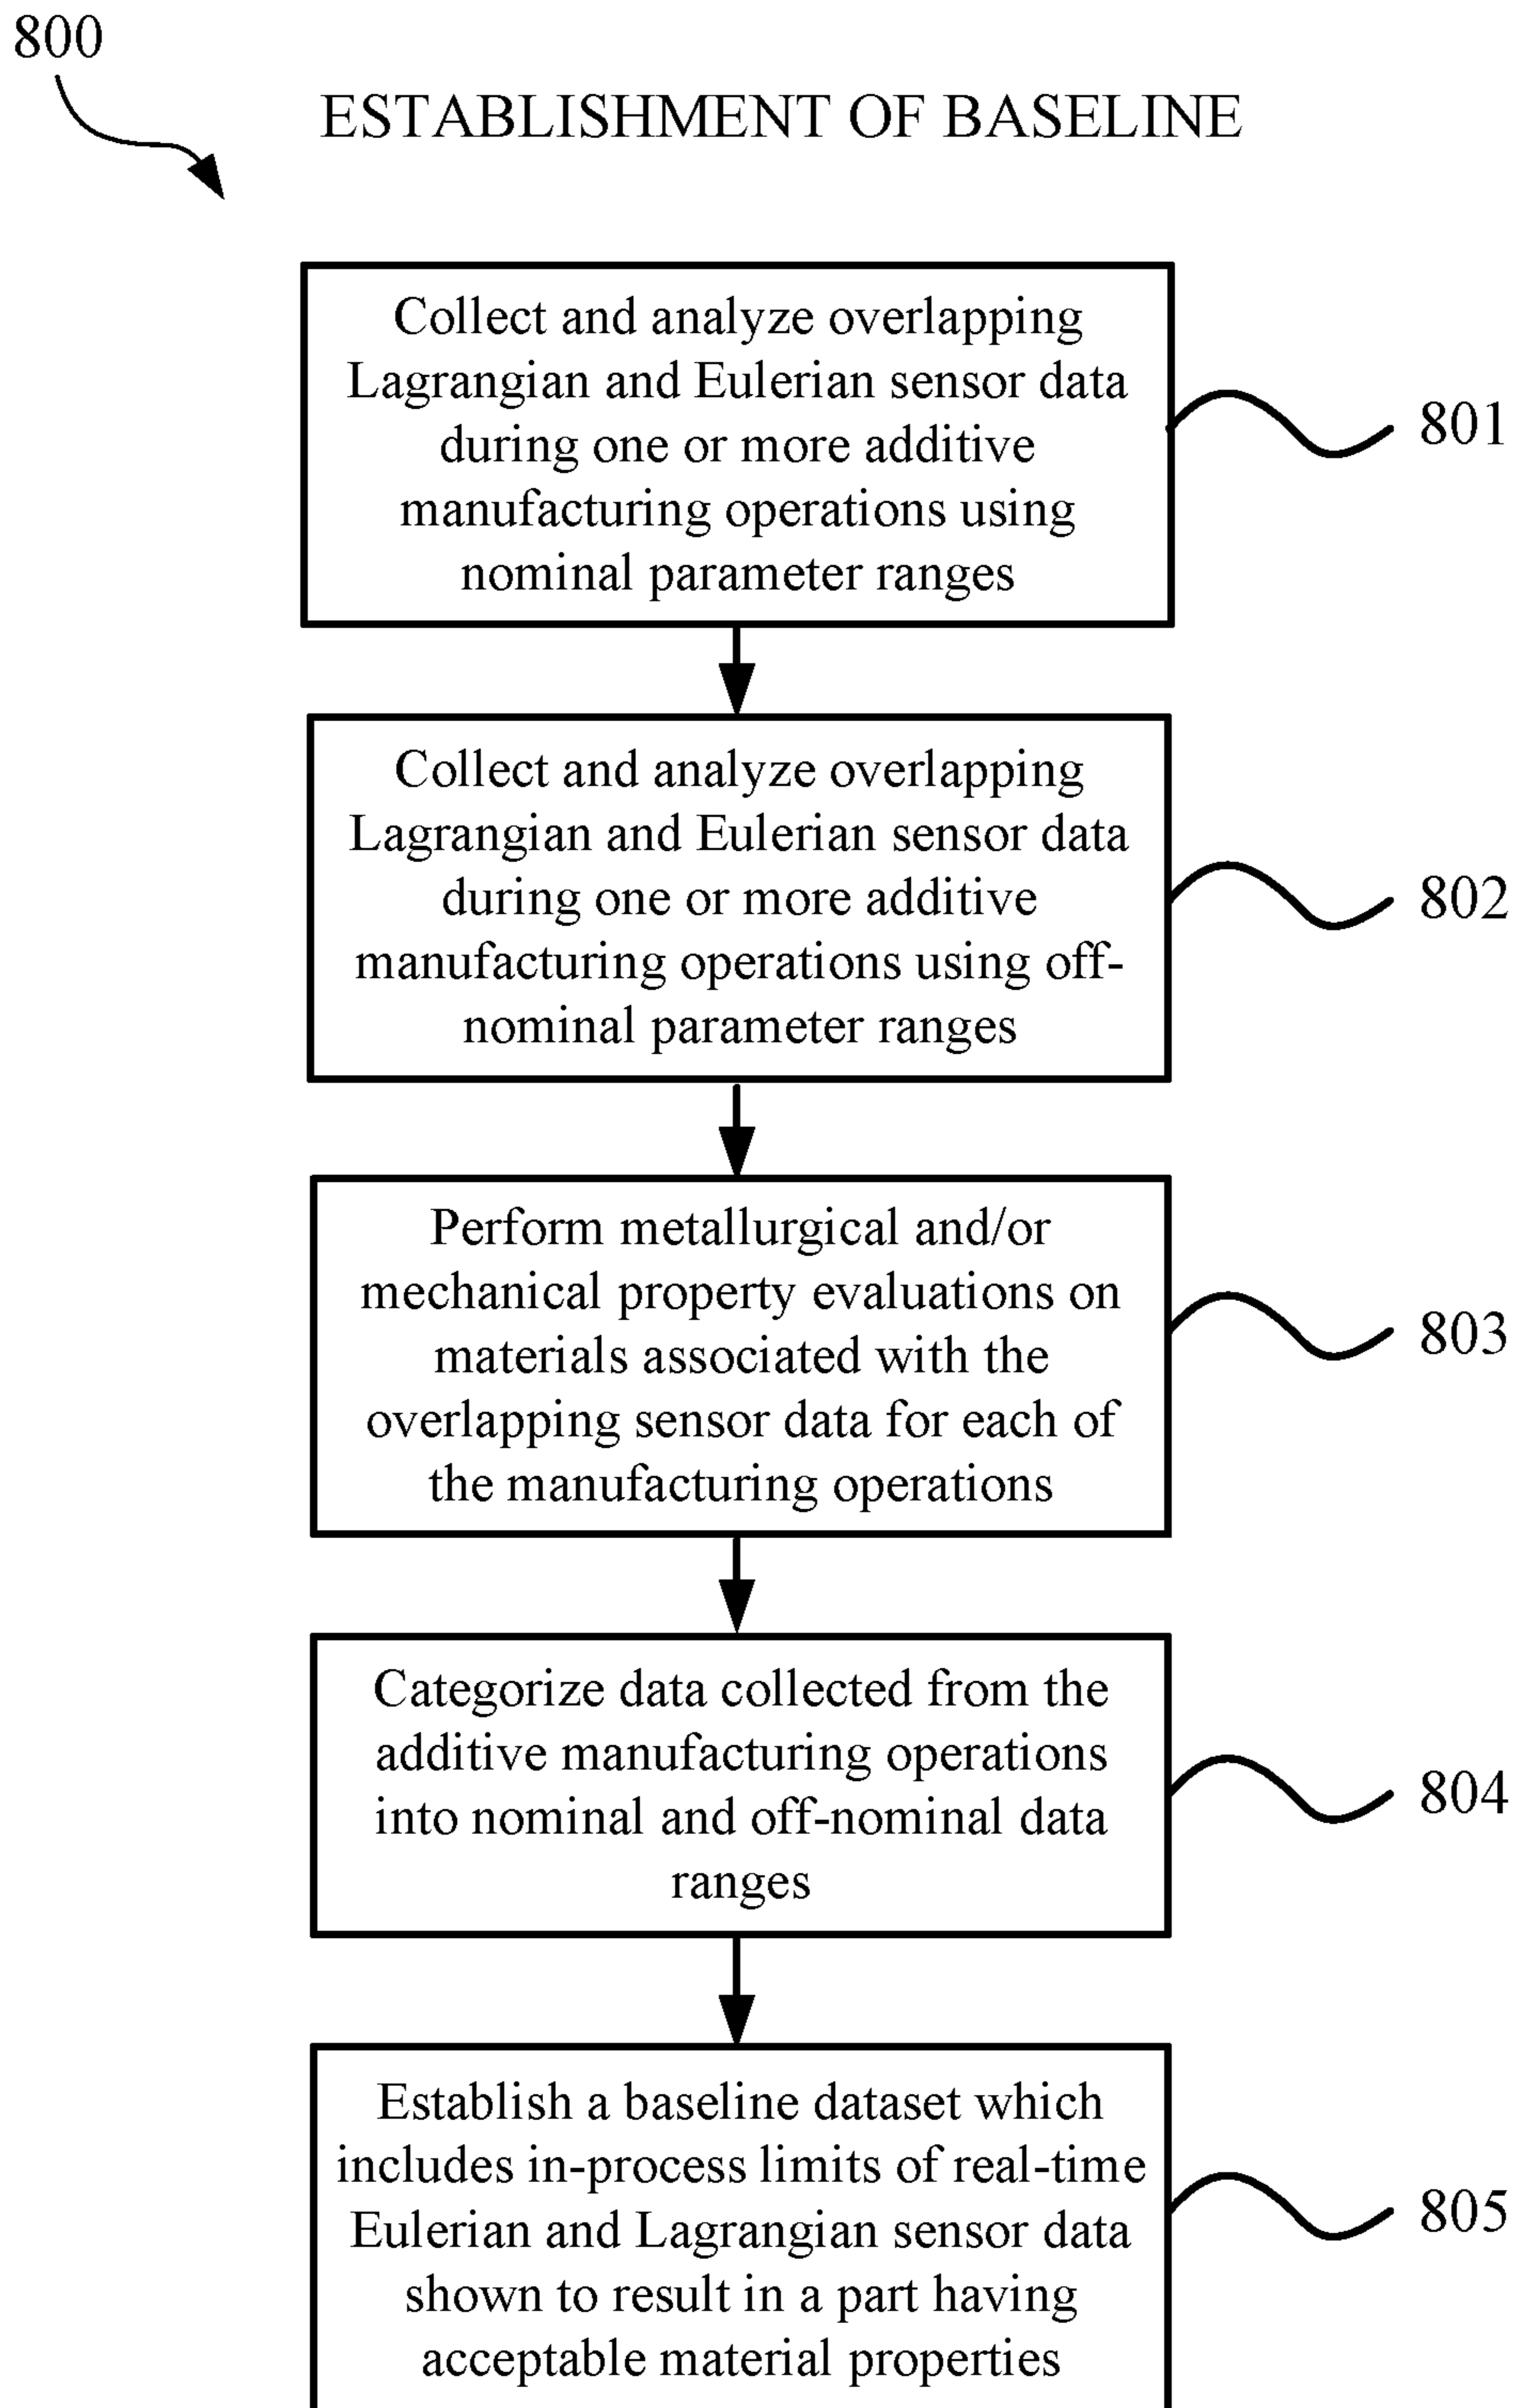 800
ESTABLISHMENT OF BASELINE
Collect and analyze overlapping
Lagrangian and Eulerian sensor data
during one or more additive
manufacturing operations using
nominal parameter ranges
801
Collect and analyze overlapping
Lagrangian and Eulerian sensor data
during one or more additive
manufacturing operations using off-
nominal parameter ranges
802
Perform metallurgical and/or
mechanical property evaluations on
materials associated with the
overlapping sensor data for each of
the manufacturing operations
803
Categorize data collected from the
additive manufacturing operations
into nominal and off-nominal data
ranges
804
Establish a baseline dataset which
includes in-process limits of real-time
Eulerian and Lagrangian sensor data
shown to result in a part having
acceptable material properties
805